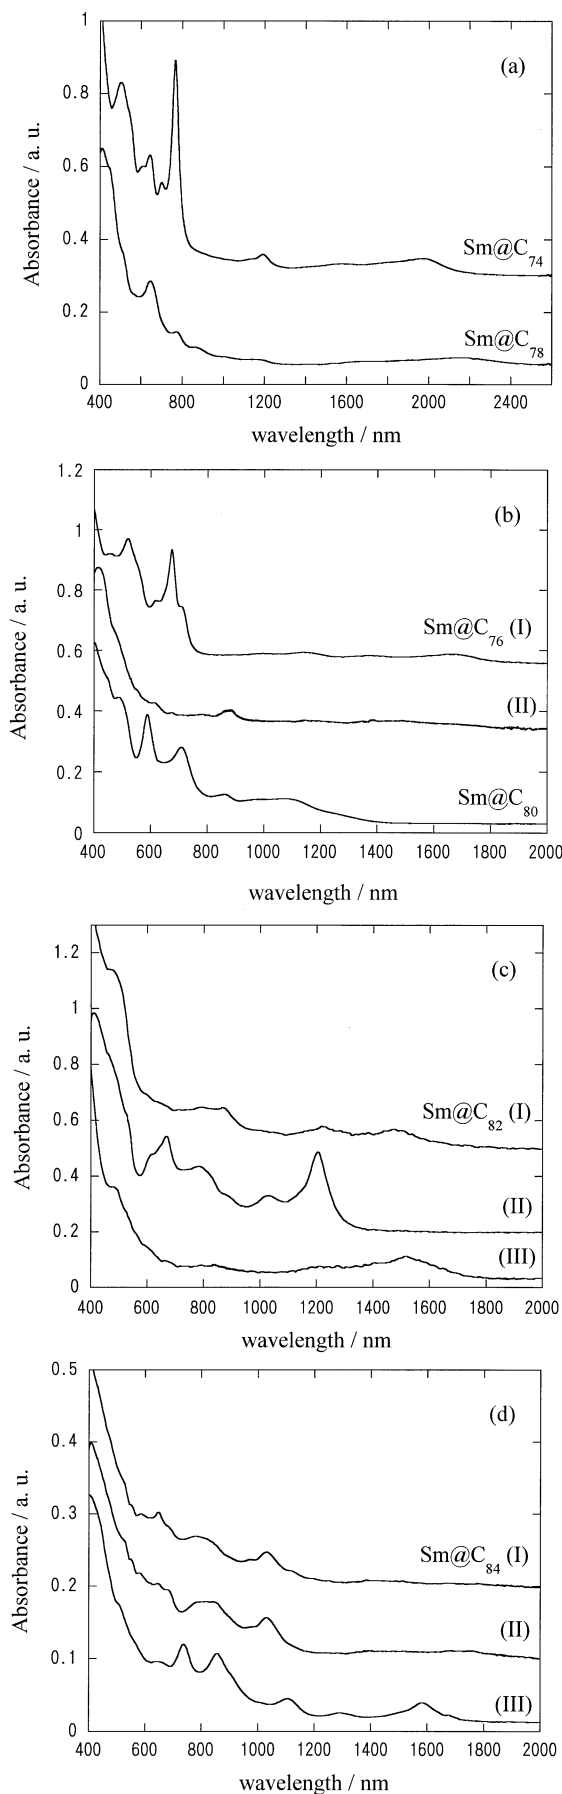 1
(a)
0.8
Absorbance / a. u.
0.6
0.4
Sm@C74
0.2
Sm@C78
0
400 800 1200 1600 2000 2400
wavelength / nm
1.2
(b)
1
0.8
Absorbance / a. u.
Sm@C76 (I)
0.6
(II)
0.4
0.2
Sm@C80
0
400 600 800 1000 1200 1400 1600 1800 2000
wavelength / nm
1.2
(c)
1
0.8
Absorbance / a. u.
Sm@C82 (I)
0.6
0.4
(II)
0.2
(III)
0
400 600 800 1000 1200 1400 1600 1800 2000
wavelength / nm
0.5
(d)
0.4
0.3
Absorbance / a. u.
Sm@C84 (I)
0.2
(II)
0.1
(III)
0
400 600 800 1000 1200 1400 1600 1800 2000
wavelength / nm